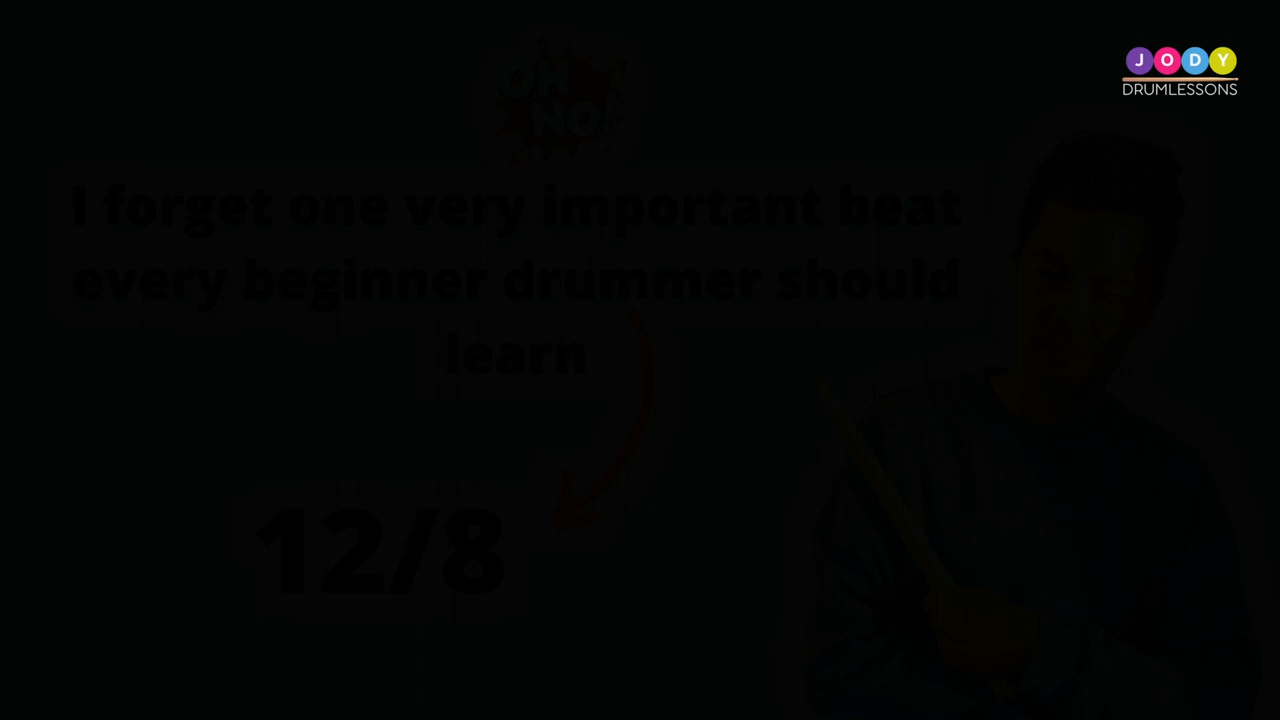 JODY
DRUMLESSONS
OH
NO!
I forget one very important beat
every beginner drummer should
learn
12/8